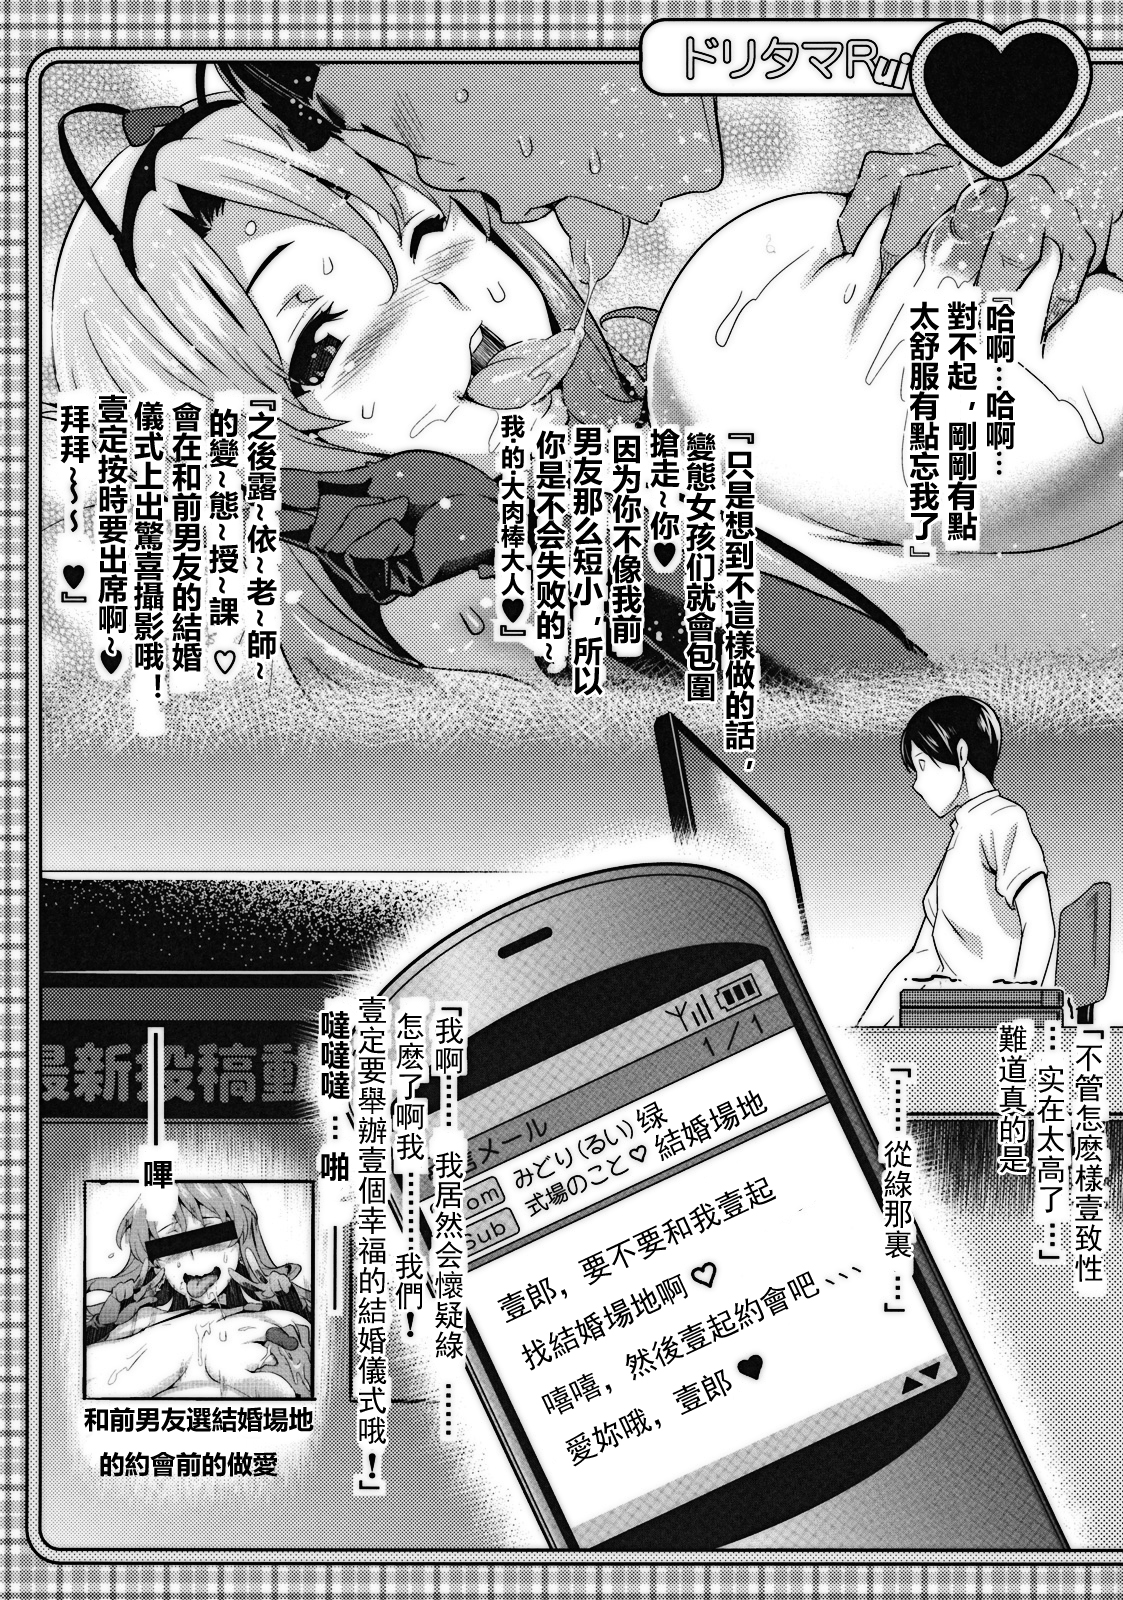 ドリタマRui
『哈啊…哈啊…
對不起，剛剛有點
太舒服有點忘我了』
『只是想到不這樣做的話，
變態女孩们就會包圍
搶走~你♥
因为你不像我前
男友那么短小，所以
你是不会失败的~
我·的·大肉棒大人♥』
『之後露~依~老~師~
的變~態~授~課♡
會在和前男友的結婚
儀式上出驚喜攝影哦！
壹定按時要出席啊~♥
拜拜~~~♥』
「不管怎麽樣壹致性
…实在太高了…」
難道真的是
「……從綠那裏…」
1/1
信メール
みどり(るい)绿
式場のこと♡結婚場地
om
Sub
壹郎，要不要和我壹起
找結婚場地啊♡
嘻嘻，然後壹起約會吧、、、
愛妳哦，壹郎♥
「我啊……我居然会懷疑綠……
怎麽了啊我………我們！
壹定要舉辦壹個幸福的結婚儀式哦！」
噠噠噠…啪——
最新投稿動
——嗶
和前男友選結婚場地
的約會前的做愛